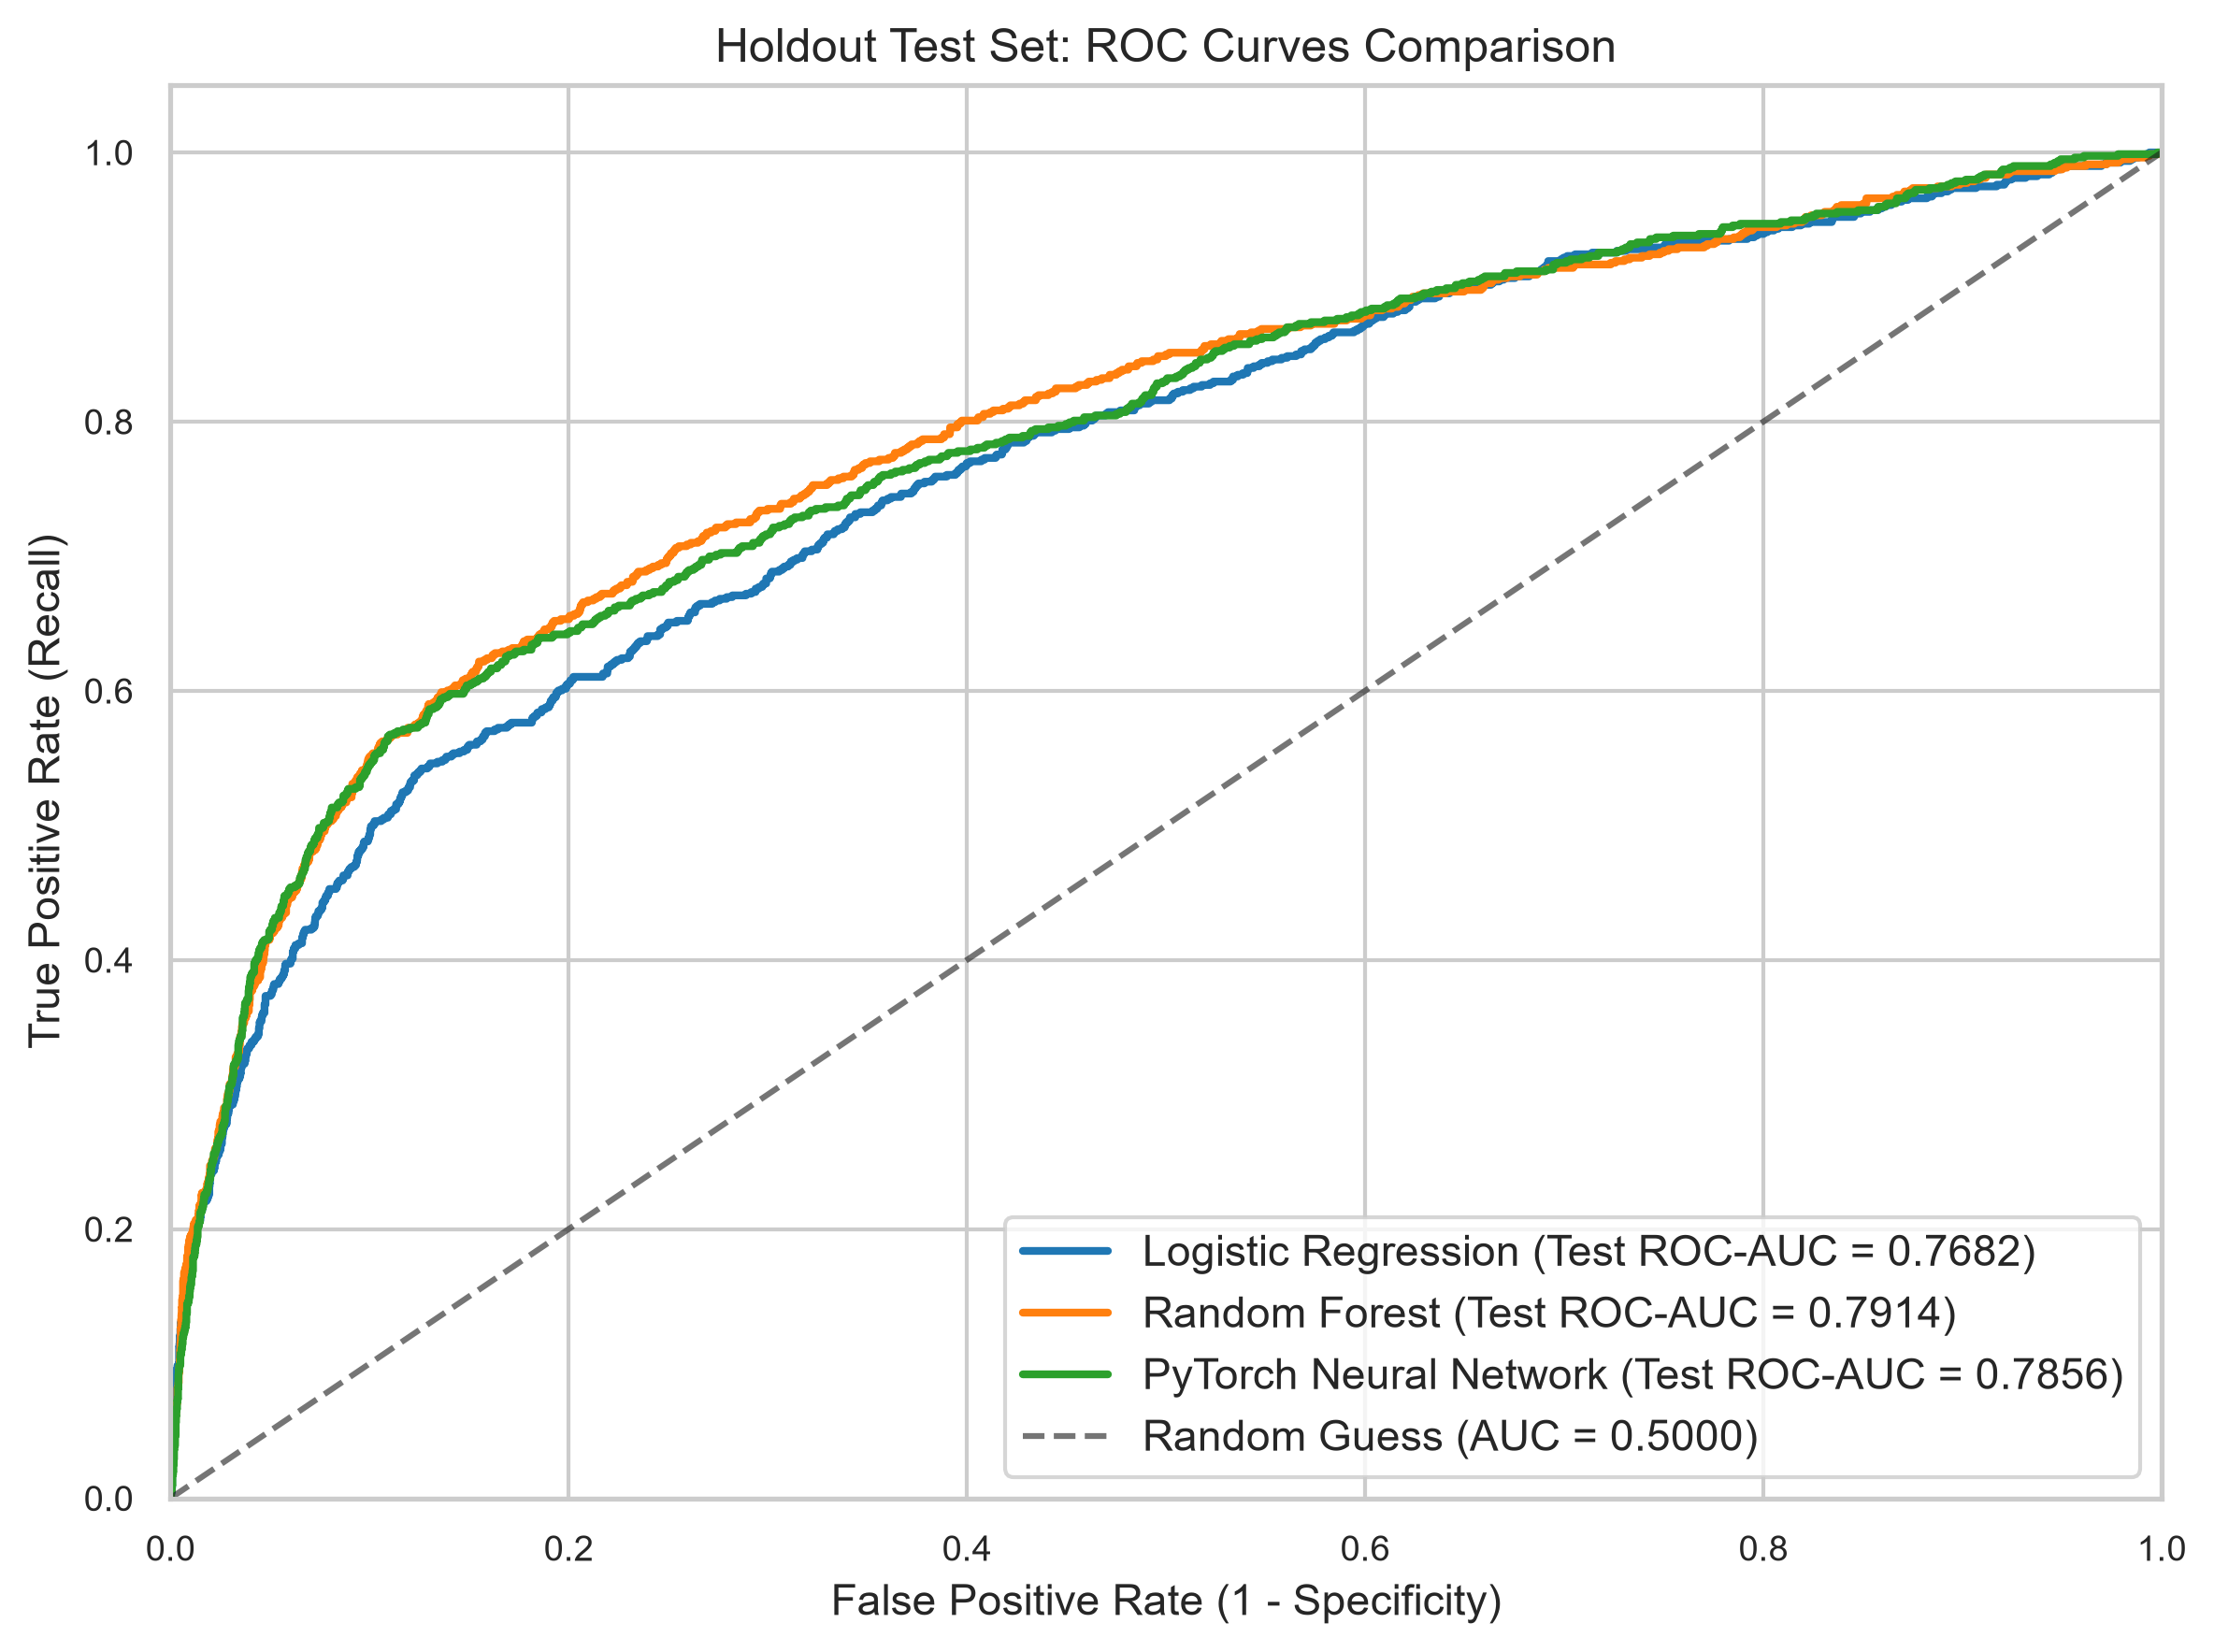 Holdout Test Set: ROC Curves Comparison
True Positive Rate (Recall)
1.0
0.8
0.6
0.4
0.2
0.0
Logistic Regression (Test ROC-AUC = 0.7682)
Random Forest (Test ROC-AUC = 0.7914)
PyTorch Neural Network (Test ROC-AUC = 0.7856)
Random Guess (AUC = 0.5000)
0.0 0.2 0.4 0.6 0.8 1.0
False Positive Rate (1 - Specificity)